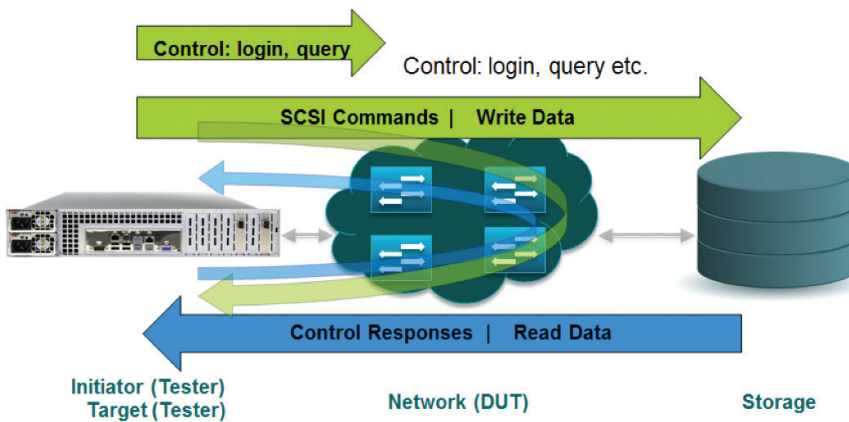 Control: login, query
Control: login, query etc.
SCSI Commands | Write Data
Control Responses | Read Data
Initiator (Tester)
Target (Tester)
Network (DUT)
Storage